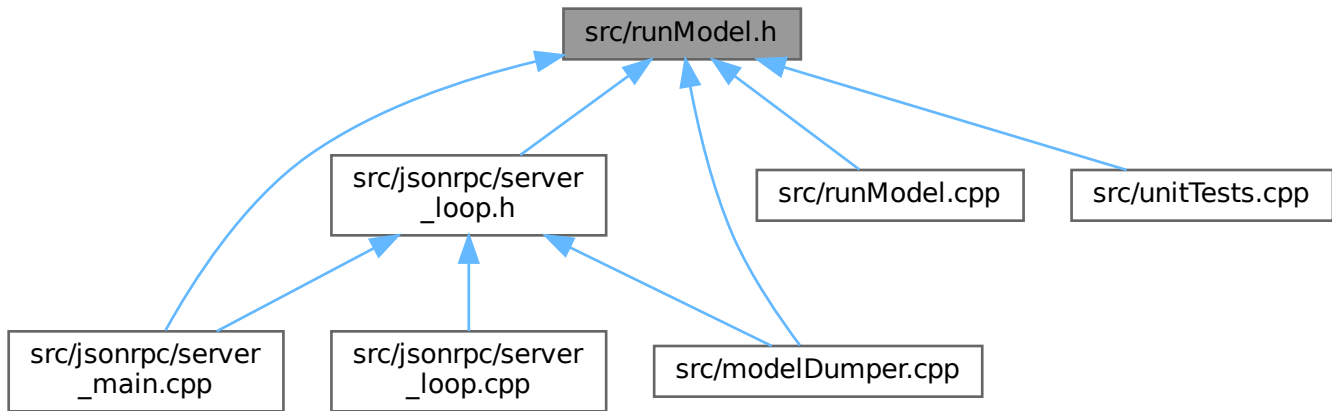 src/runModel.h
src/jsonrpc/server
_loop.h
src/runModel.cpp
src/unitTests.cpp
src/jsonrpc/server
_main.cpp
src/jsonrpc/server
_loop.cpp
src/modelDumper.cpp